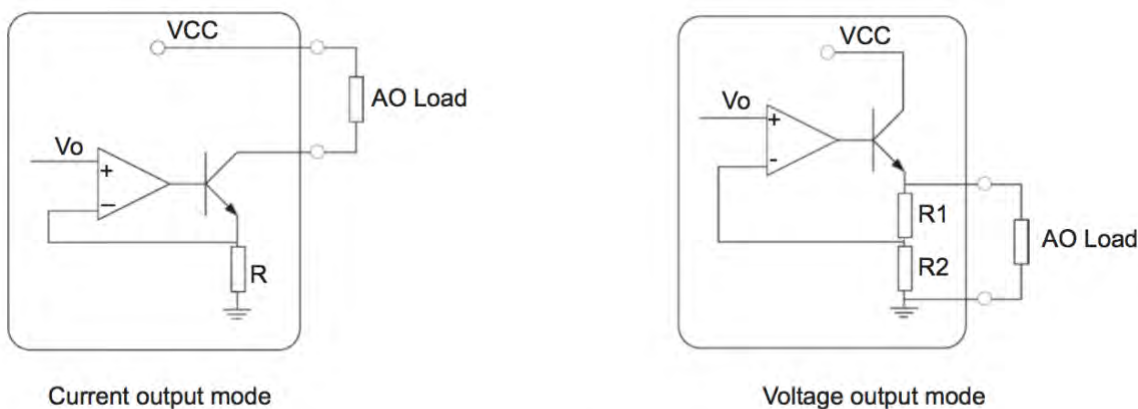 VCC
AO Load
Vo
+
−
R
Current output mode
VCC
Vo
+
-
R1
R2
AO Load
Voltage output mode